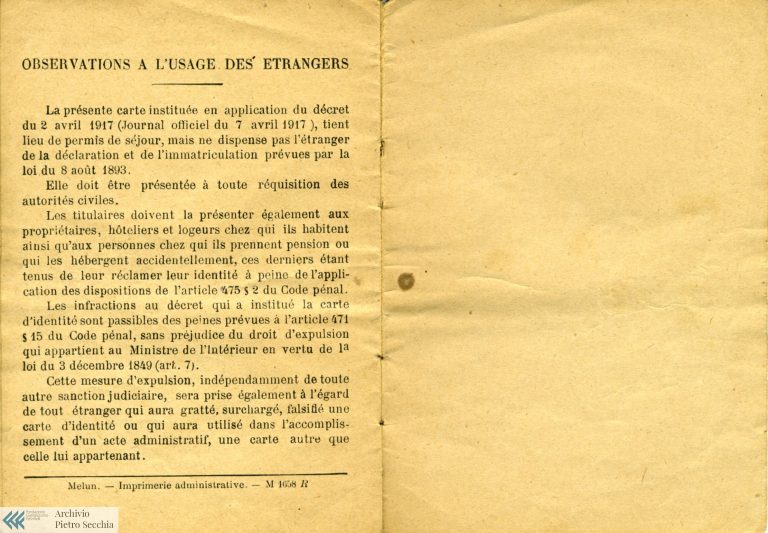 OBSERVATIONS A L'USAGE DES ETRANGERS
La présente carte instituée en application du décret
du 2 avril 1917 (Journal officiel du 7 avril 1917 ), tient
lieu de permis de séjour, mais ne dispense pas l'étranger
de la déclaration et de l'immatriculation prévues par la
loi du 8 août 1893.
Elle doit être présentée à toute réquisition des
autorités civiles.
Les titulaires doivent la présenter également aux
propriétaires, hôteliers et logeurs chez qui ils habitent
ainsi qu'aux personnes chez qui ils prennent pension ou
qui les hébergent accidentellement, ces derniers étant
tenus de leur réclamer leur identité à peine de l'appli-
cation des dispositions de l'article 475 § 2 du Code pénal.
Les infractions au décret qui a institué la carte
d'identité sont passibles des peines prévues à l'article 471
§ 15 du Code pénal, sans préjudice du droit d'expulsion
qui appartient au Ministre de l'Intérieur en vertu de la
loi du 3 décembre 1849 (art. 7).
Cette mesure d'expulsion, indépendamment de toute
autre sanction judiciaire, sera prise également à l'égard
de tout étranger qui aura gratté, surchargé, falsifié une
carte d'identité ou qui aura utilisé dans l'accomplis-
sement d'un acte administratif, une carte autre que
celle lui appartenant.
Melun. — Imprimerie administrative. — M 1658 R
Archivio
Pietro Secchia